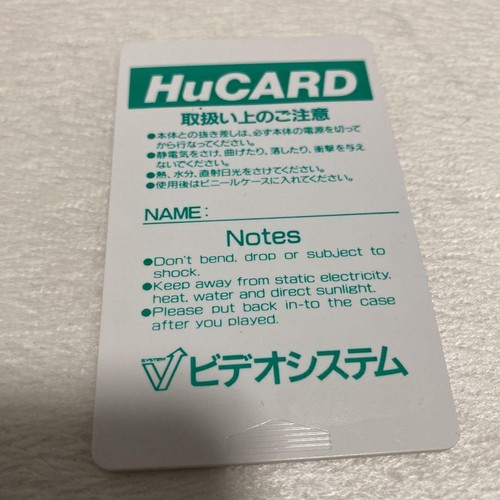 HuCARD
取扱い上のご注意
●本体との抜き差しは、必ず本体の電源を切って
から行なってください。
●静電気をさけ、曲げたり、落したり、衝撃を与え
ないでください。
●熱、水分、直射日光をさけてください。
●使用後はビニールケースに入れてください。
NAME:
Notes
●Don't bend, drop or subject to
shock.
●Keep away from static electricity,
heat, water and direct sunlight.
●Please put back in-to the case
after you played.
SYSTEM
V ビデオシステム